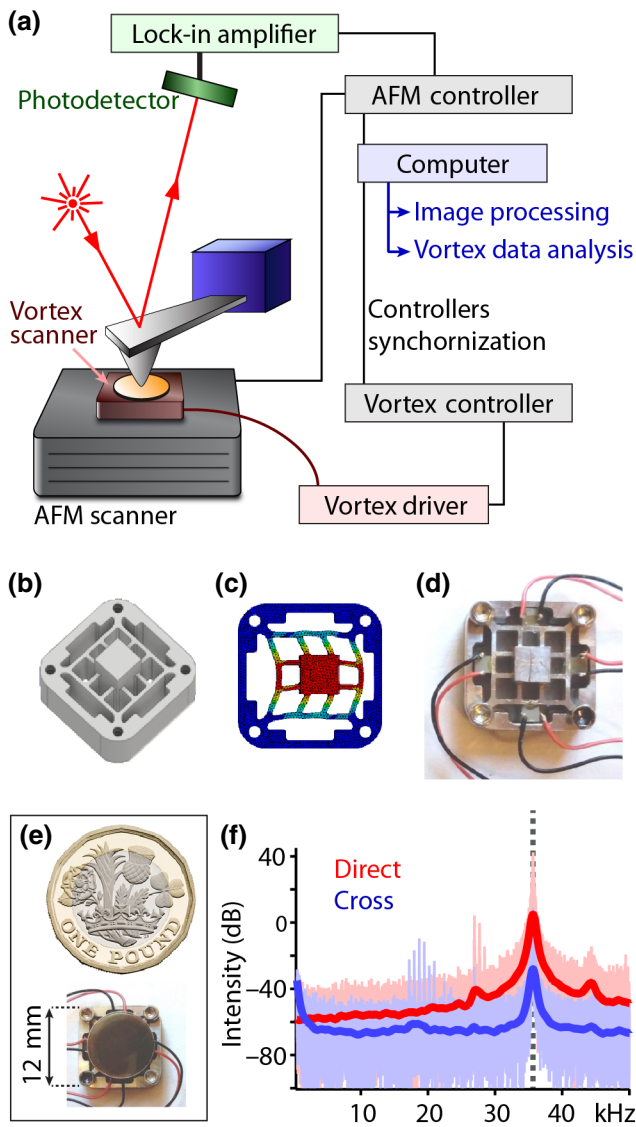 (a)
Lock-in amplifier
Photodetector
AFM controller
Computer
Image processing
Vortex data analysis
Vortex
scanner
Controllers
synchornization
Vortex controller
AFM scanner
Vortex driver
(b)
(c)
(d)
(e)
ONE POUND
12 mm
(f)
Direct
Cross
Intensity (dB)
40
0
−40
−80
10 20 30 40 kHz